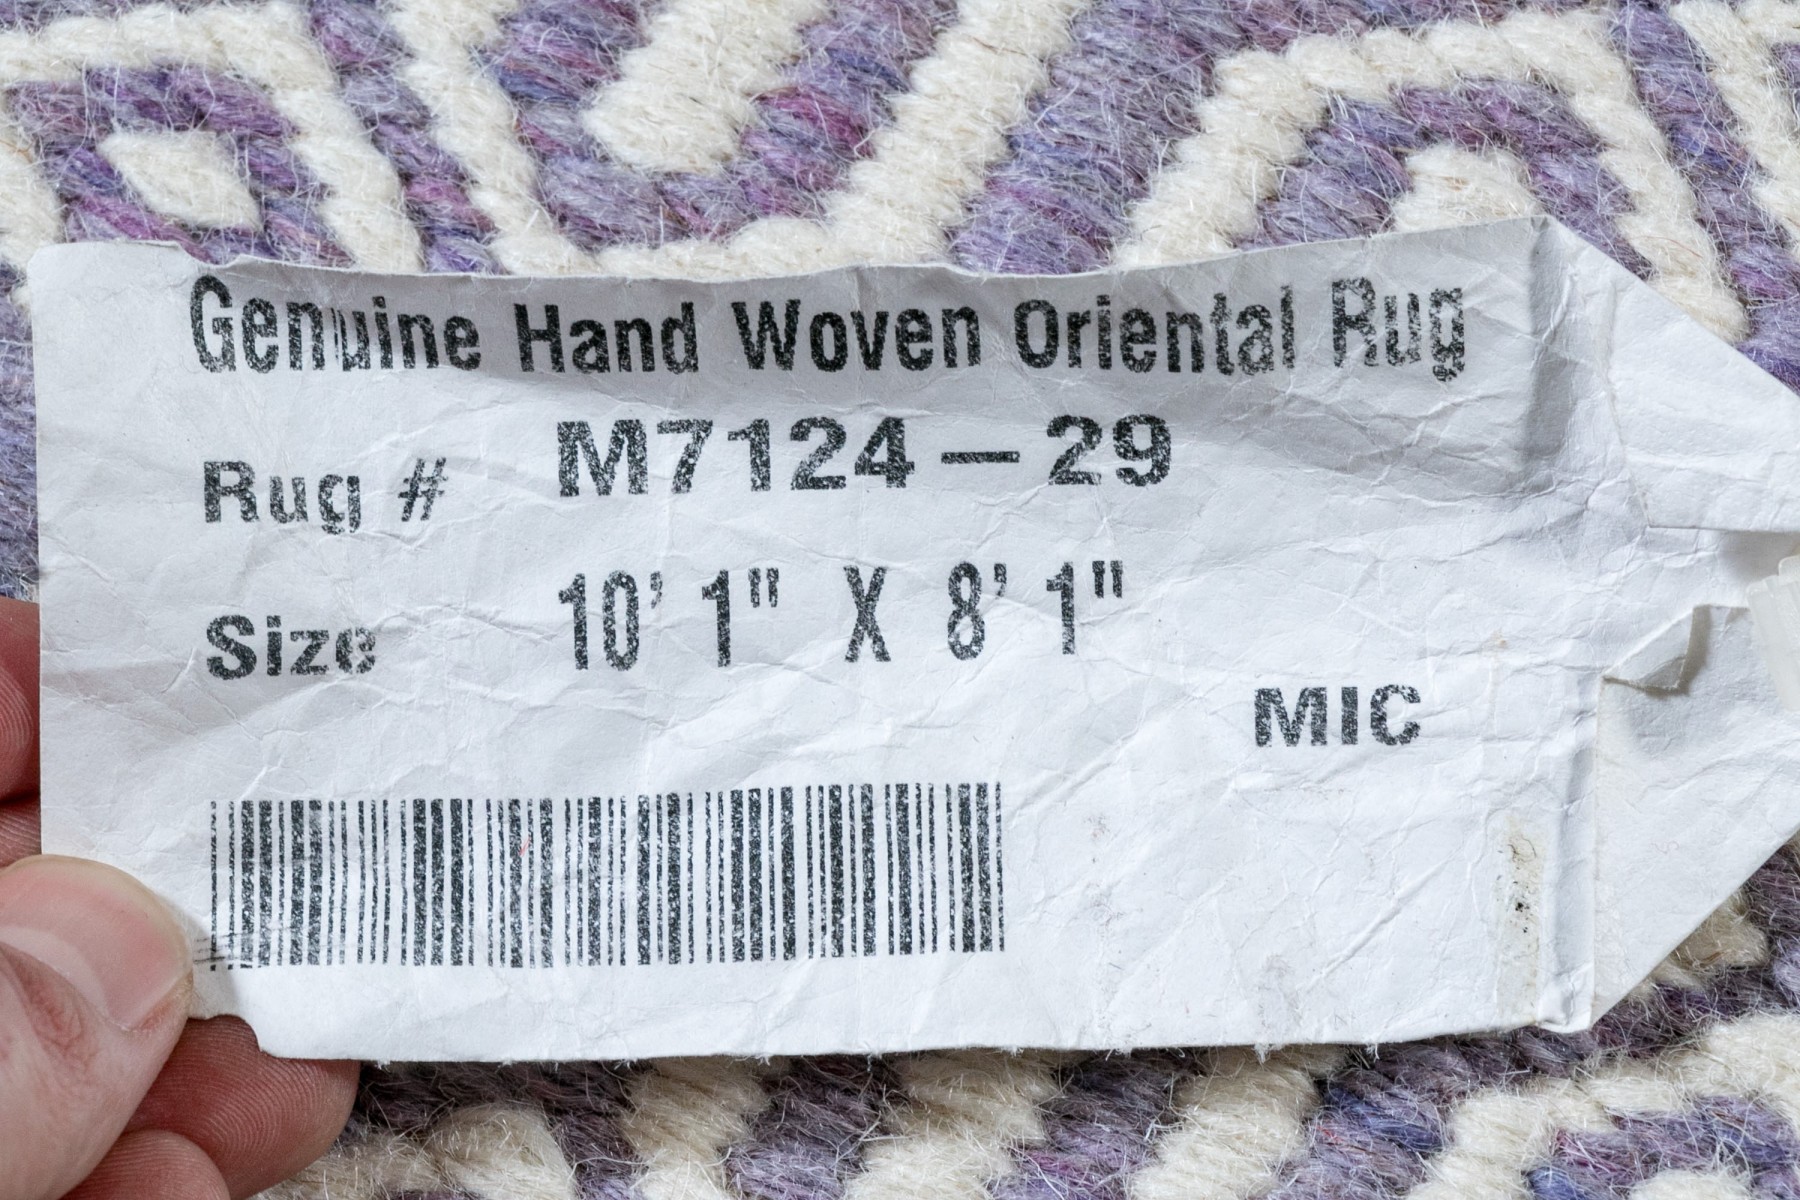 Genuine Hand Woven Oriental Rug
Rug # M7124-29
Size 10' 1" X 8' 1"
MIC